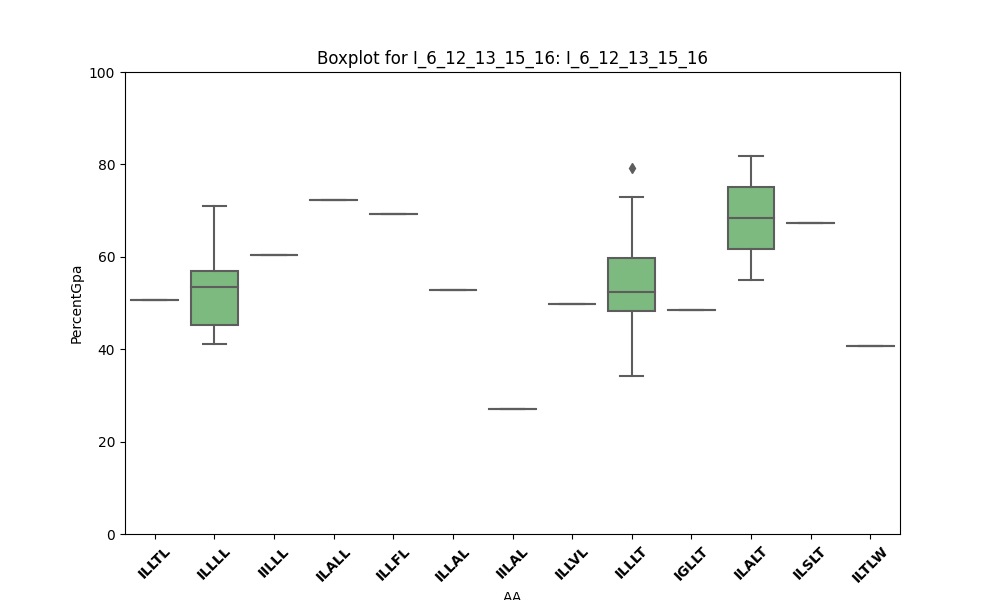 Boxplot for I_6_12_13_15_16: I_6_12_13_15_16
100
80
60
40
20
0
PercentGpa
ILLTL ILLLL IILLL ILALL ILLFL ILLAL IILAL ILLVL ILLLT IGLLT ILALT ILSLT ILTLW
AA